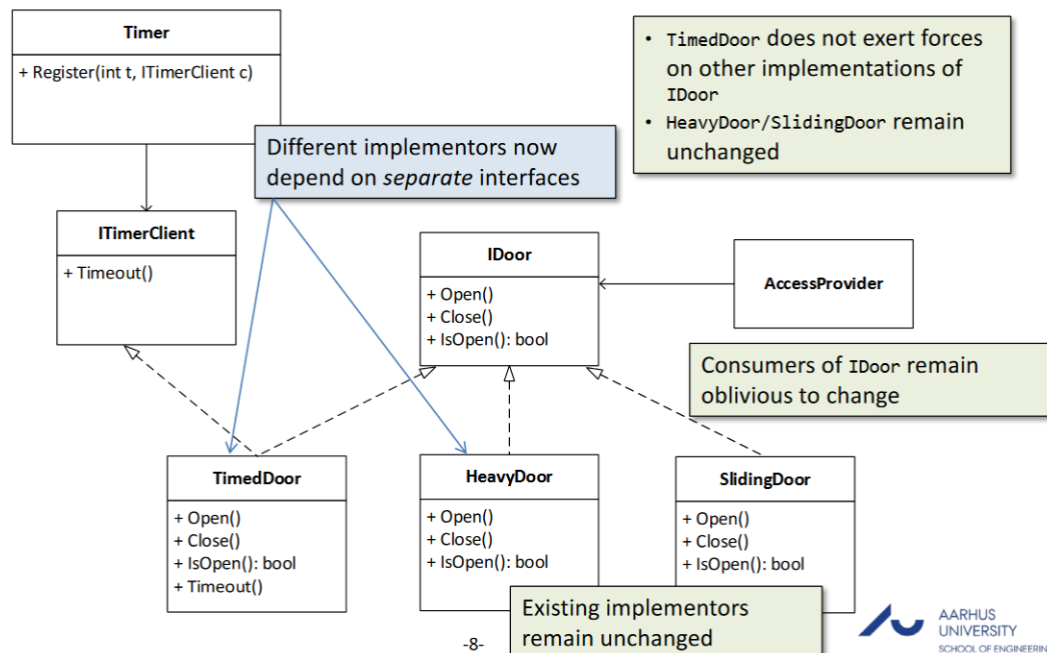 Timer
+ Register(int t, ITimerClient c)
• TimedDoor does not exert forces
on other implementations of
IDoor
• HeavyDoor/SlidingDoor remain
unchanged
Different implementors now
depend on separate interfaces
ITimerClient
+ Timeout()
IDoor
+ Open()
+ Close()
+ IsOpen(): bool
AccessProvider
Consumers of IDoor remain
oblivious to change
TimedDoor
+ Open()
+ Close()
+ IsOpen(): bool
+ Timeout()
HeavyDoor
+ Open()
+ Close()
+ IsOpen(): bool
SlidingDoor
+ Open()
+ Close()
+ IsOpen(): bool
Existing implementors
remain unchanged
-8-
AARHUS
UNIVERSITY
SCHOOL OF ENGINEERING